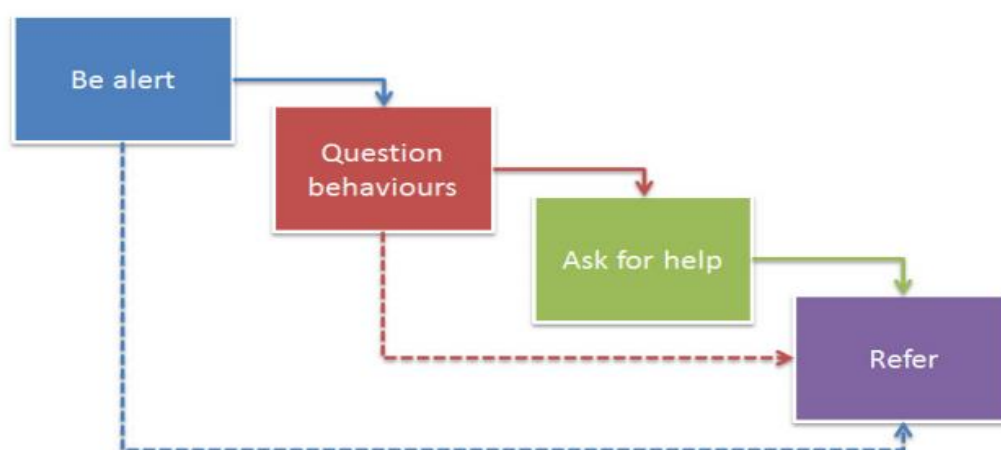 Be alert
Question
behaviours
Ask for help
Refer